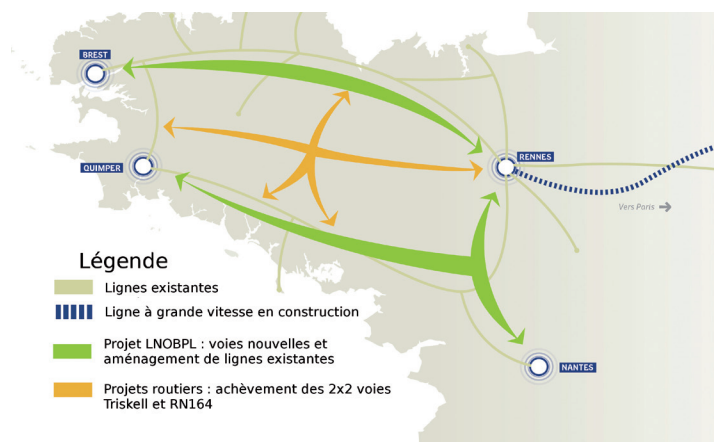 BREST
QUIMPER
RENNES
Vers Paris
Légende
Lignes existantes
Ligne à grande vitesse en construction
Projet LNOBPL : voies nouvelles et
aménagement de lignes existantes
Projets routiers : achèvement des 2x2 voies
Triskell et RN164
NANTES